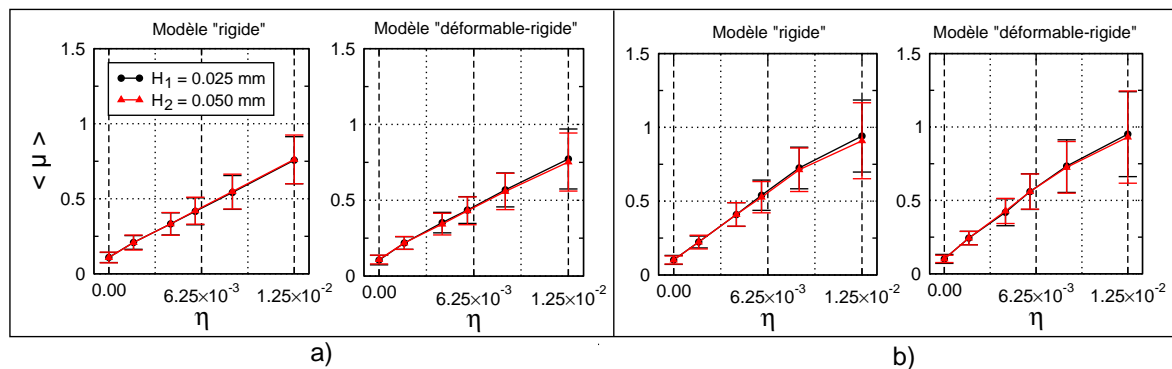 Modèle "rigide"
Modèle "déformable-rigide"
Modèle "rigide"
Modèle "déformable-rigide"
1.5
1
0.5
0
< μ >
H1 = 0.025 mm
H2 = 0.050 mm
0.00 6.25×10-3 1.25×10-2
η
1.5
1
0.5
0
0.00 6.25×10-3 1.25×10-2
η
a)
1.5
1
0.5
0
0.00 6.25×10-3 1.25×10-2
η
1.5
1
0.5
0
0.00 6.25×10-3 1.25×10-2
η
b)